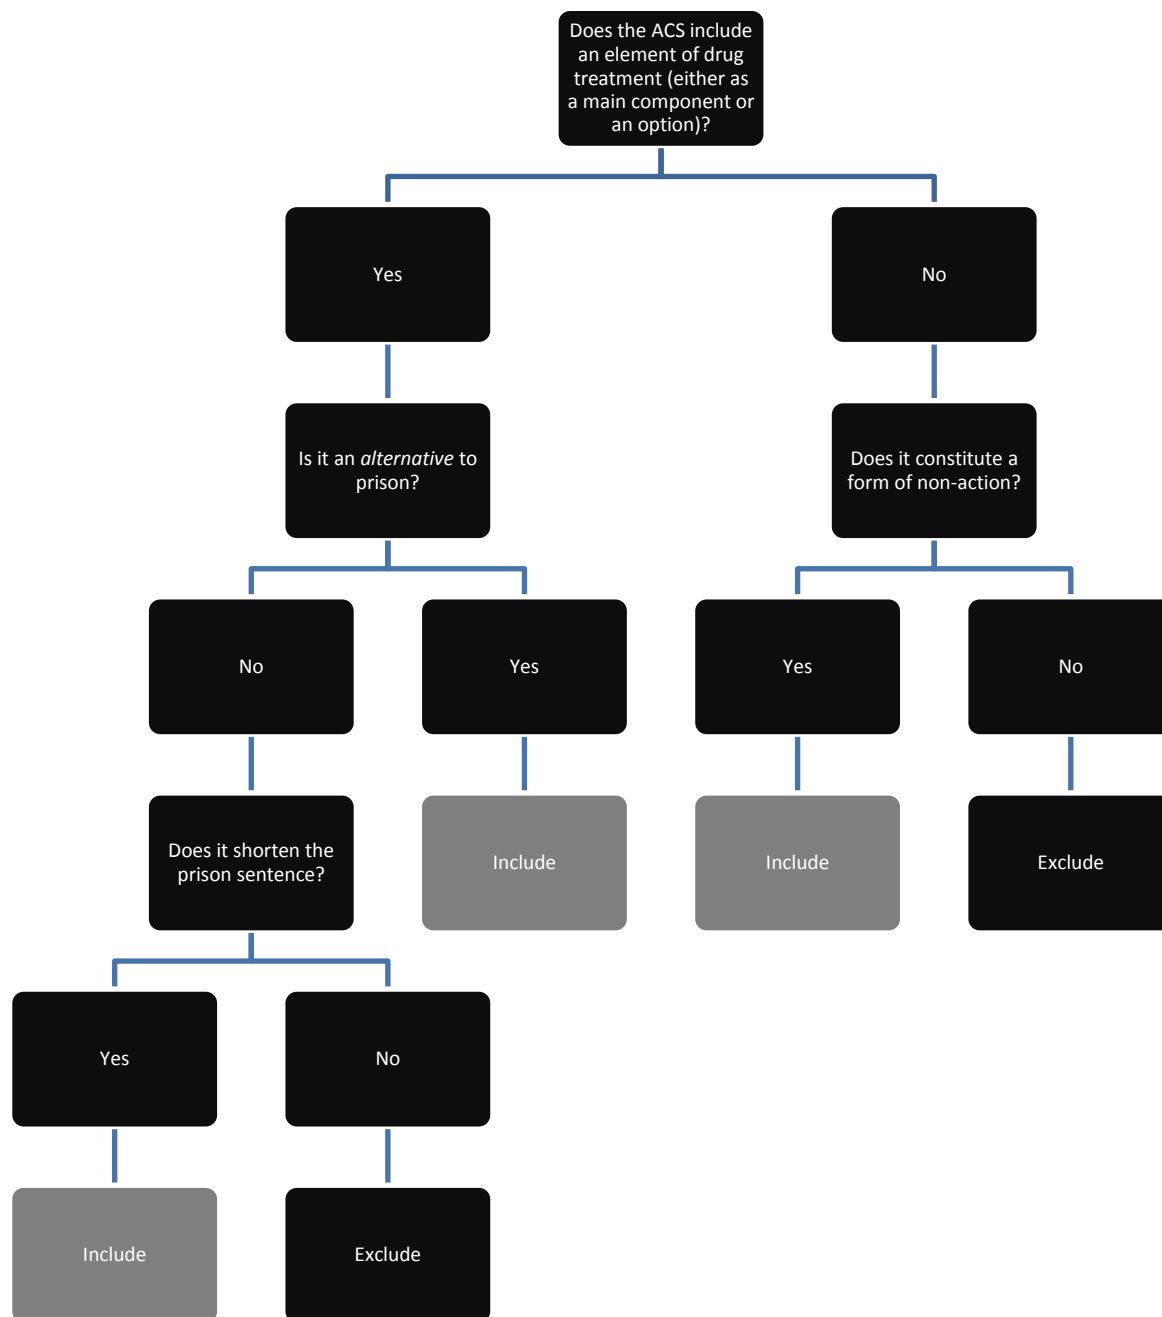 Does the ACS include
an element of drug
treatment (either as
a main component or
an option)?
Yes
No
Is it an alternative to
prison?
Does it constitute a
form of non-action?
No
Yes
Yes
No
Does it shorten the
prison sentence?
Include
Include
Exclude
Yes
No
Include
Exclude